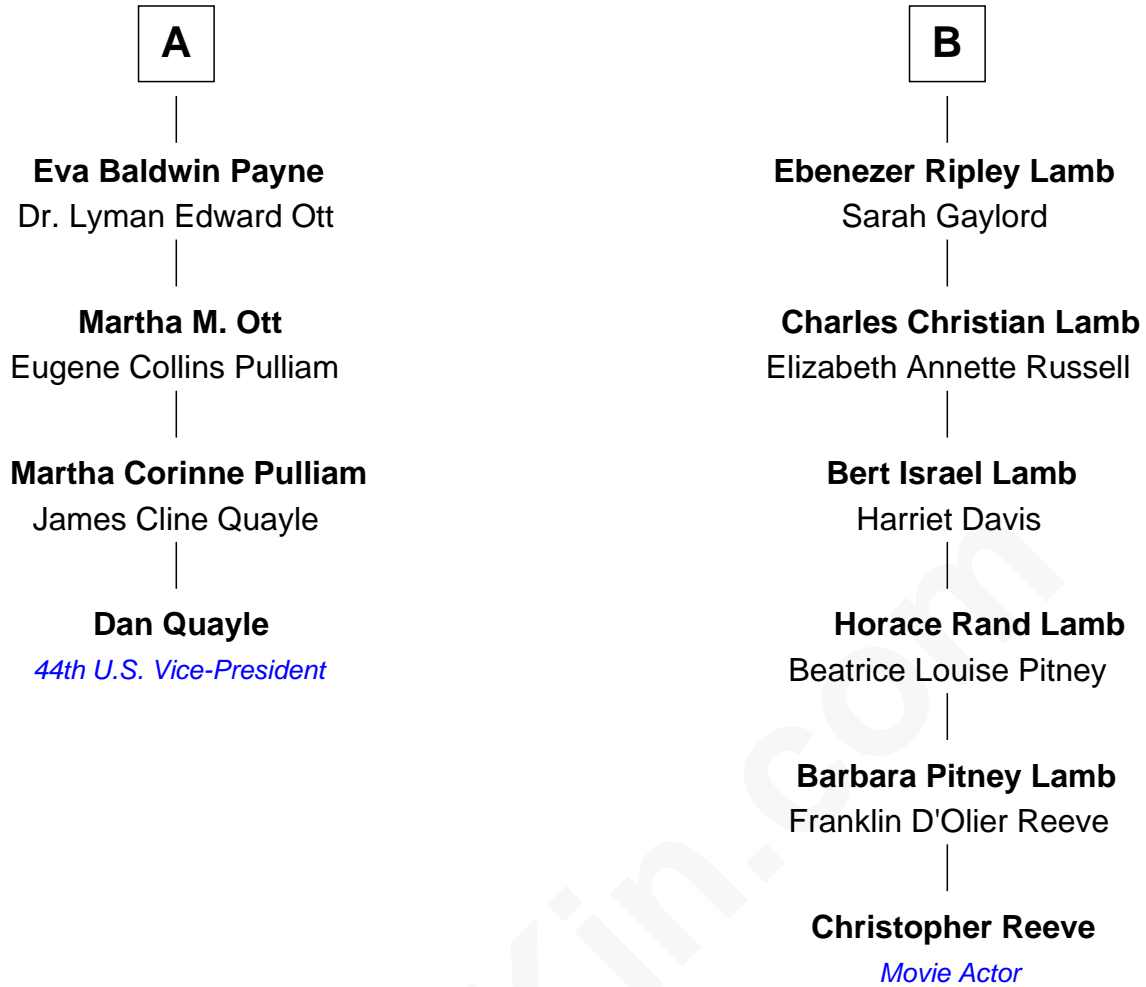 A
Eva Baldwin Payne
Dr. Lyman Edward Ott
Martha M. Ott
Eugene Collins Pulliam
Martha Corinne Pulliam
James Cline Quayle
Dan Quayle
44th U.S. Vice-President
B
Ebenezer Ripley Lamb
Sarah Gaylord
Charles Christian Lamb
Elizabeth Annette Russell
Bert Israel Lamb
Harriet Davis
Horace Rand Lamb
Beatrice Louise Pitney
Barbara Pitney Lamb
Franklin D'Olier Reeve
Christopher Reeve
Movie Actor